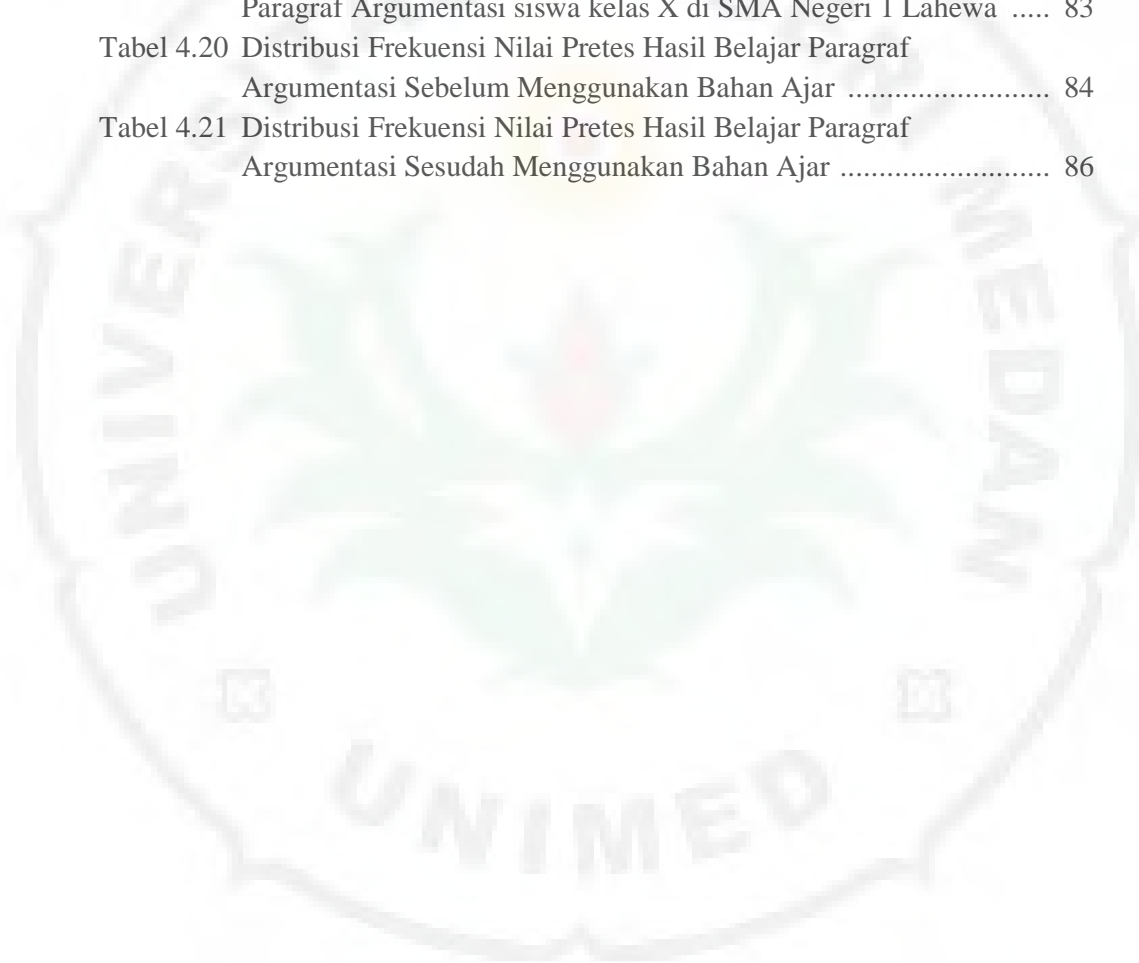 Paragraf Argumentasi siswa kelas X di SMA Negeri 1 Lahewa ..... 83
Tabel 4.20 Distribusi Frekuensi Nilai Pretes Hasil Belajar Paragraf
Argumentasi Sebelum Menggunakan Bahan Ajar .......................... 84
Tabel 4.21 Distribusi Frekuensi Nilai Pretes Hasil Belajar Paragraf
Argumentasi Sesudah Menggunakan Bahan Ajar ........................... 86
MEDAN
UNIMED